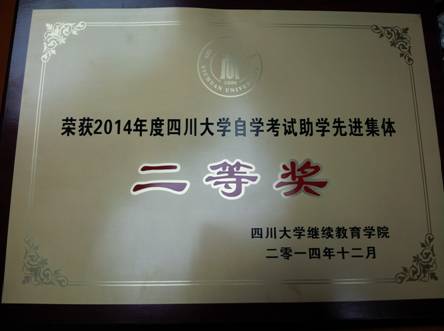 SICHUAN UNIVERSITY
荣获2014年度四川大学自学考试助学先进集体
二等奖
四川大学继续教育学院
二零一四年十二月